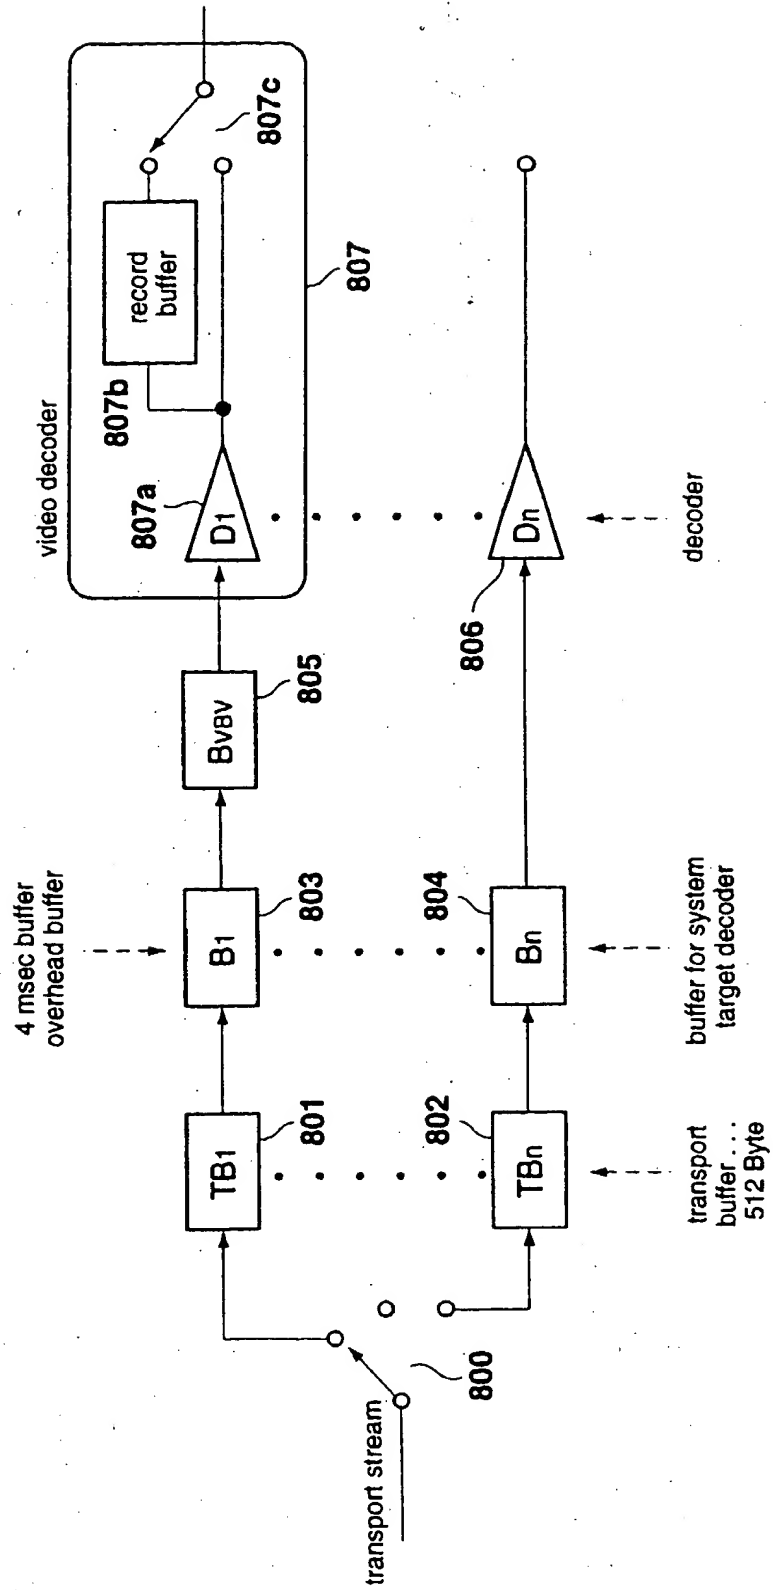 transport stream
800
TB1
801
TBn
802
transport
buffer...
512 Byte
4 msec buffer
overhead buffer
B1
803
Bn
804
buffer for system
target decoder
BVBV
805
video decoder
D1
807a
807b
record
buffer
807c
807
Dn
806
decoder